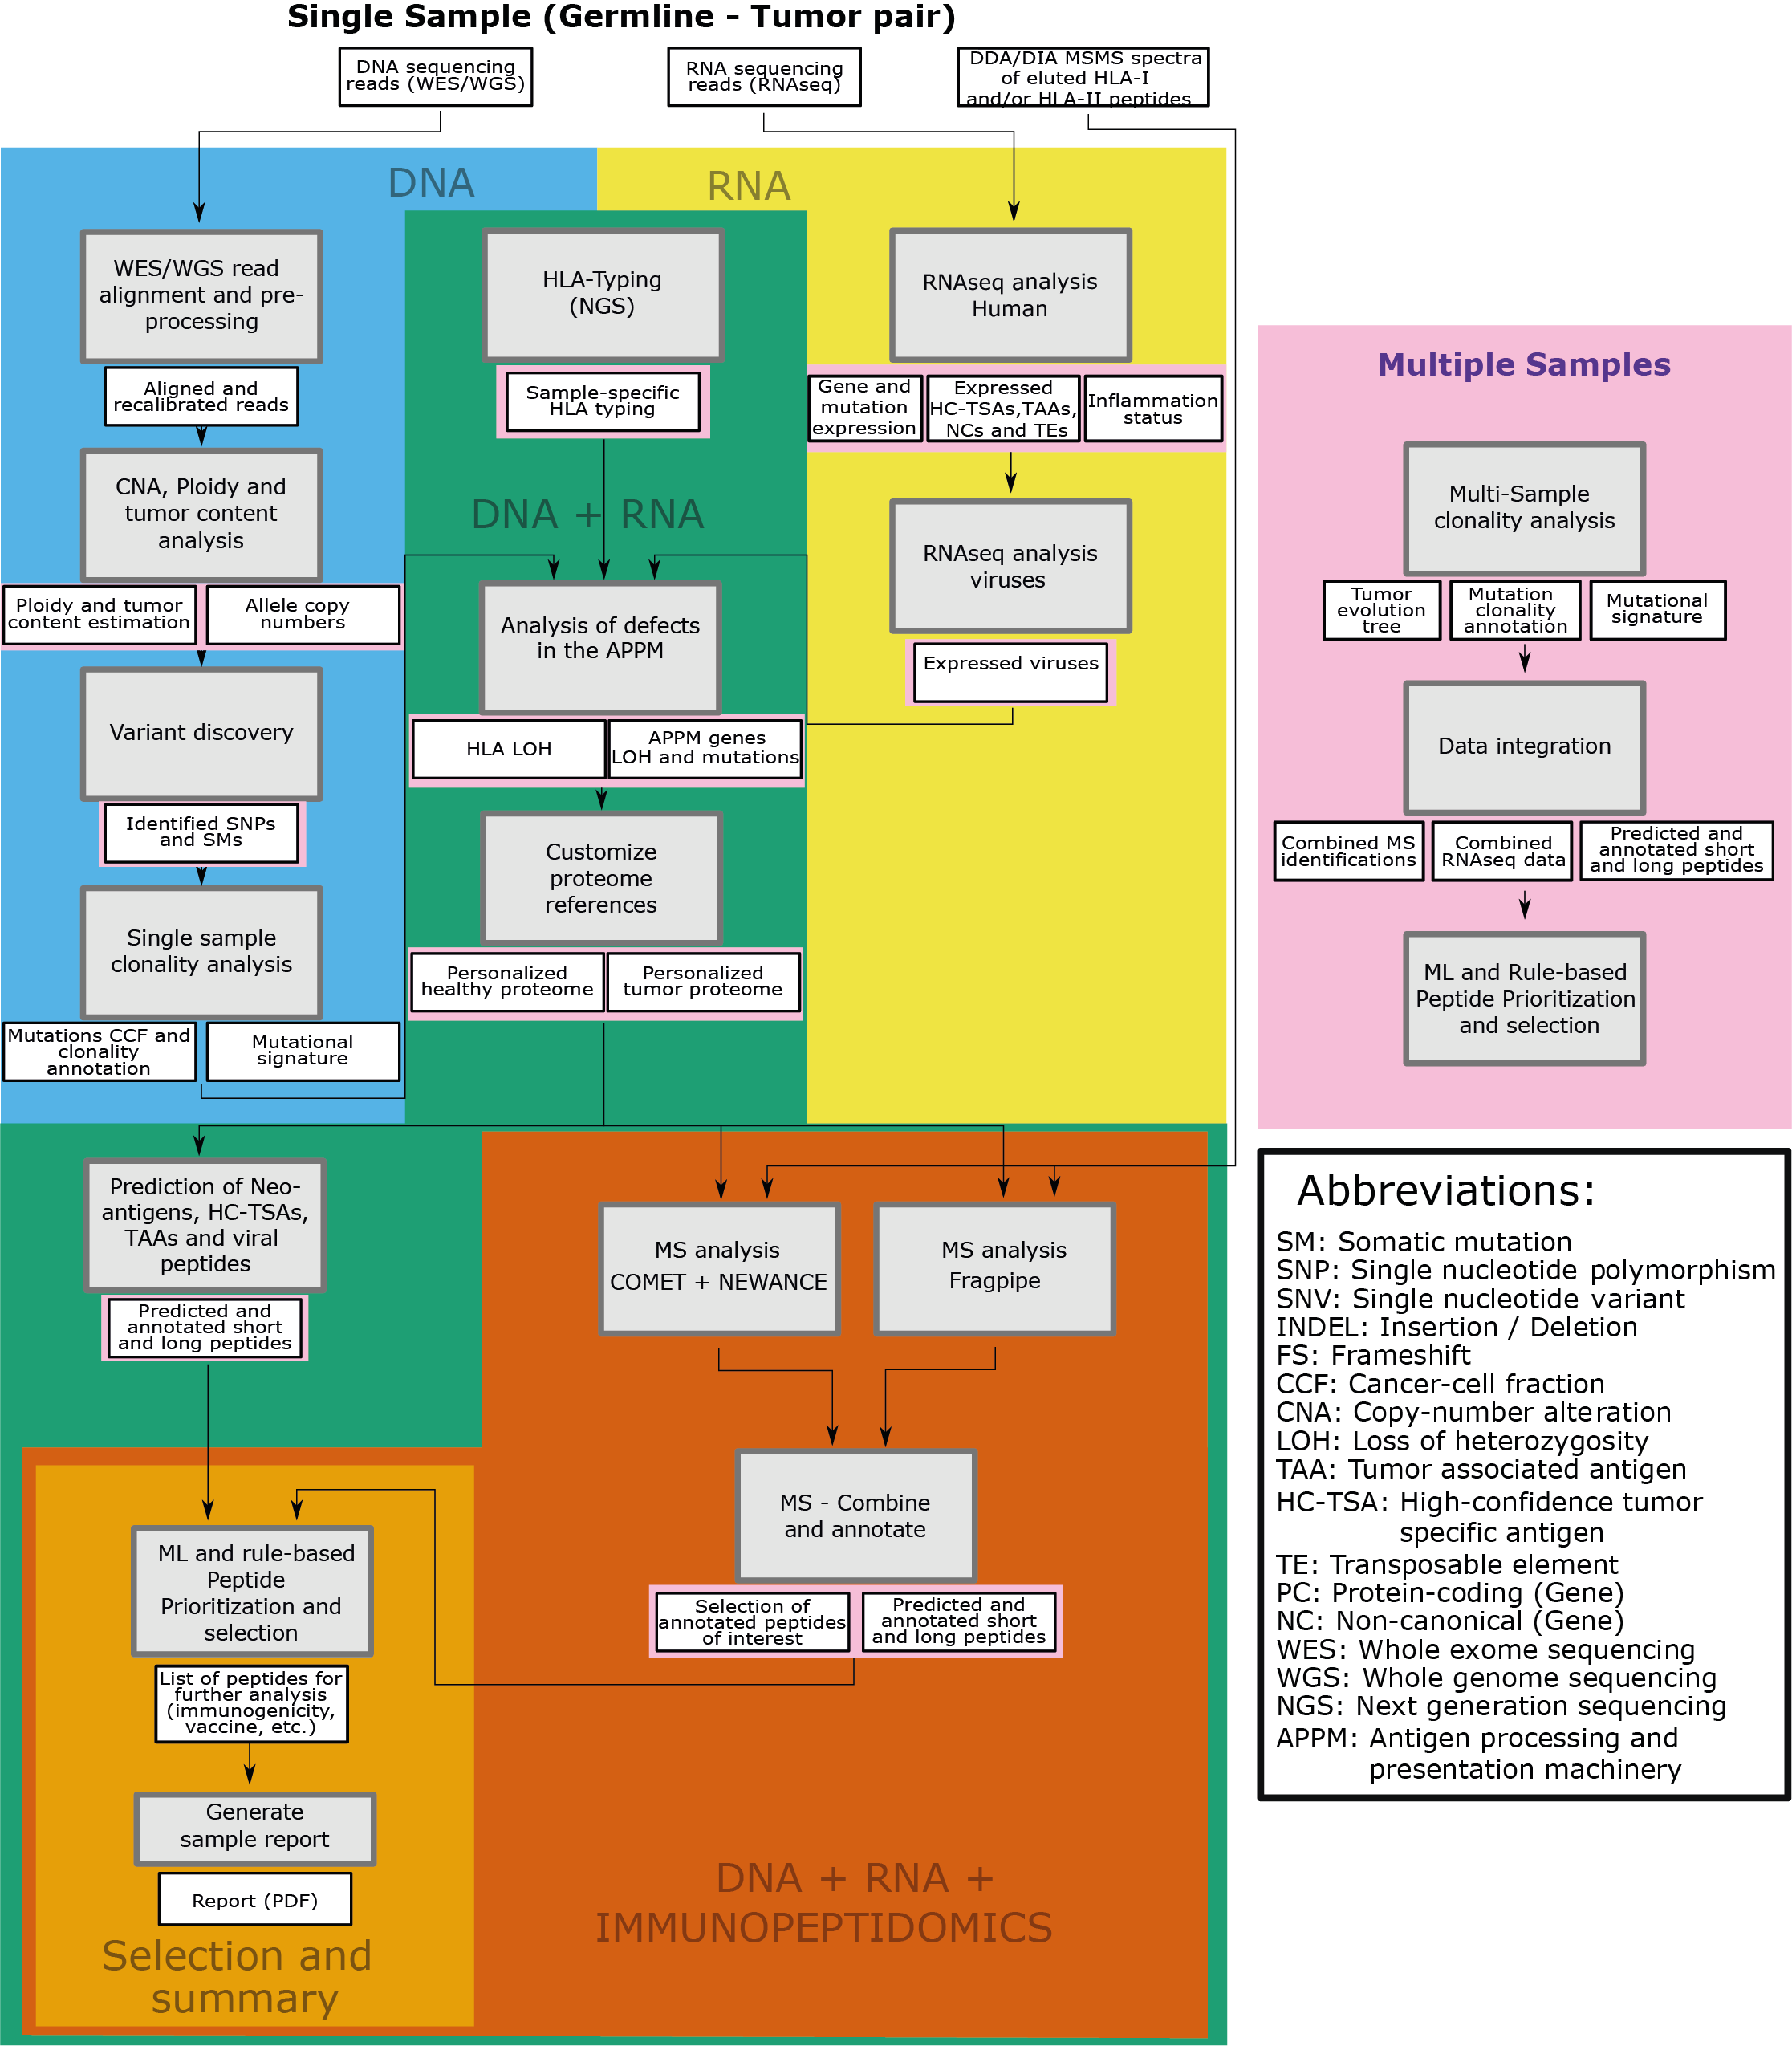 Single Sample (Germline - Tumor pair)
DNA sequencing
reads (WES/WGS)
RNA sequencing
reads (RNAseq)
DDA/DIA MSMS spectra
of eluted HLA-I
and/or HLA-II peptides
DNA
RNA
WES/WGS read
alignment and pre-
processing
Aligned and
recalibrated reads
CNA, Ploidy and
tumor content
analysis
Ploidy and tumor
content estimation
Allele copy
numbers
Variant discovery
Identified SNPs
and SMs
Single sample
clonality analysis
Mutations CCF and
clonality
annotation
Mutational
signature
HLA-Typing
(NGS)
Sample-specific
HLA typing
DNA + RNA
Analysis of defects
in the APPM
HLA LOH
APPM genes
LOH and mutations
Customize
proteome
references
Personalized
healthy proteome
Personalized
tumor proteome
RNAseq analysis
Human
Gene and
mutation
expression
Expressed
HC-TSAs,TAAs,
NCs and TEs
Inflammation
status
RNAseq analysis
viruses
Expressed viruses
Prediction of Neo-
antigens, HC-TSAs,
TAAs and viral
peptides
Predicted and
annotated short
and long peptides
MS analysis
COMET + NEWANCE
MS analysis
Fragpipe
MS - Combine
and annotate
Selection of
annotated peptides
of interest
Predicted and
annotated short
and long peptides
ML and rule-based
Peptide
Prioritization and
selection
List of peptides for
further analysis
(immunogenicity,
vaccine, etc.)
Generate
sample report
Report (PDF)
Selection and
summary
DNA + RNA +
IMMUNOPEPTIDOMICS
Multiple Samples
Multi-Sample
clonality analysis
Tumor
evolution
tree
Mutation
clonality
annotation
Mutational
signature
Data integration
Combined MS
identifications
Combined
RNAseq data
Predicted and
annotated short
and long peptides
ML and Rule-based
Peptide Prioritization
and selection
Abbreviations:
SM: Somatic mutation
SNP: Single nucleotide polymorphism
SNV: Single nucleotide variant
INDEL: Insertion / Deletion
FS: Frameshift
CCF: Cancer-cell fraction
CNA: Copy-number alteration
LOH: Loss of heterozygosity
TAA: Tumor associated antigen
HC-TSA: High-confidence tumor
specific antigen
TE: Transposable element
PC: Protein-coding (Gene)
NC: Non-canonical (Gene)
WES: Whole exome sequencing
WGS: Whole genome sequencing
NGS: Next generation sequencing
APPM: Antigen processing and
presentation machinery